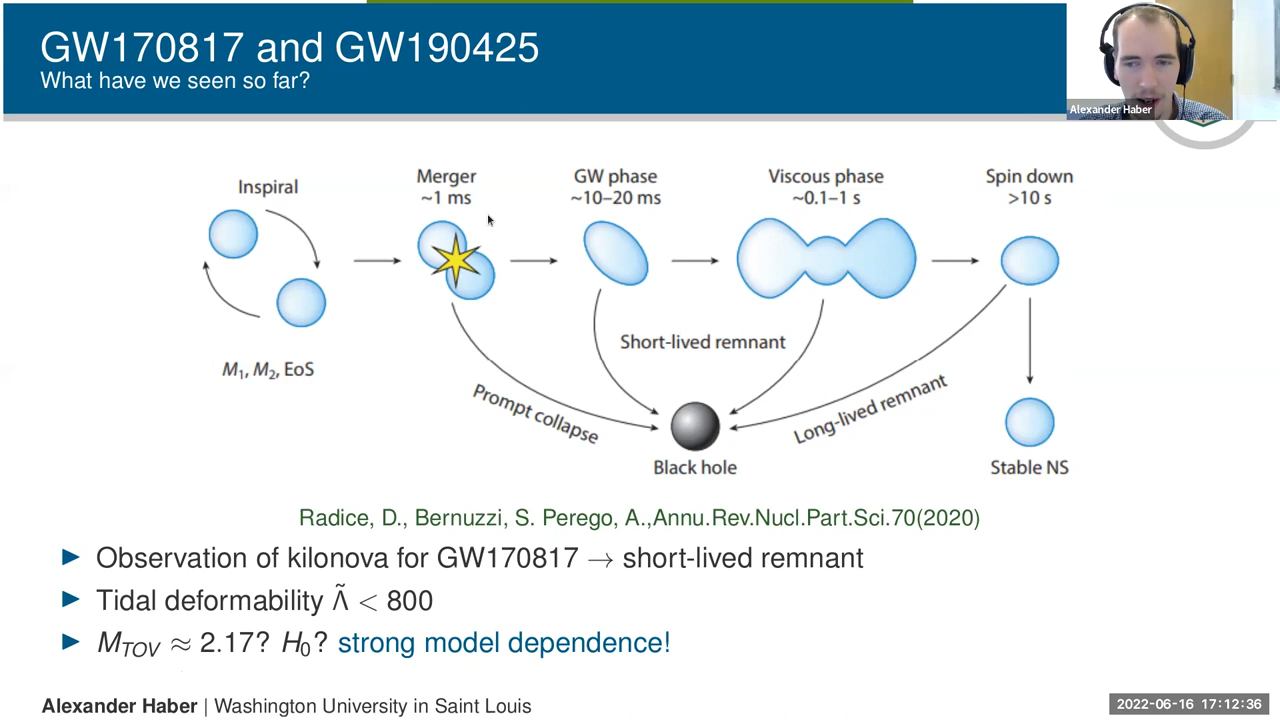 GW170817 and GW190425
What have we seen so far?
Alexander Haber
Inspiral
Merger
~1 ms
GW phase
~10–20 ms
Viscous phase
~0.1–1 s
Spin down
>10 s
M₁, M₂, EoS
Short-lived remnant
Prompt collapse
Long-lived remnant
Black hole
Stable NS
Radice, D., Bernuzzi, S. Perego, A.,Annu.Rev.Nucl.Part.Sci.70(2020)
▶ Observation of kilonova for GW170817 → short-lived remnant
▶ Tidal deformability Λ̃ < 800
▶ M_TOV ≈ 2.17? H₀? strong model dependence!
Alexander Haber | Washington University in Saint Louis
2022-06-16 17:12:36